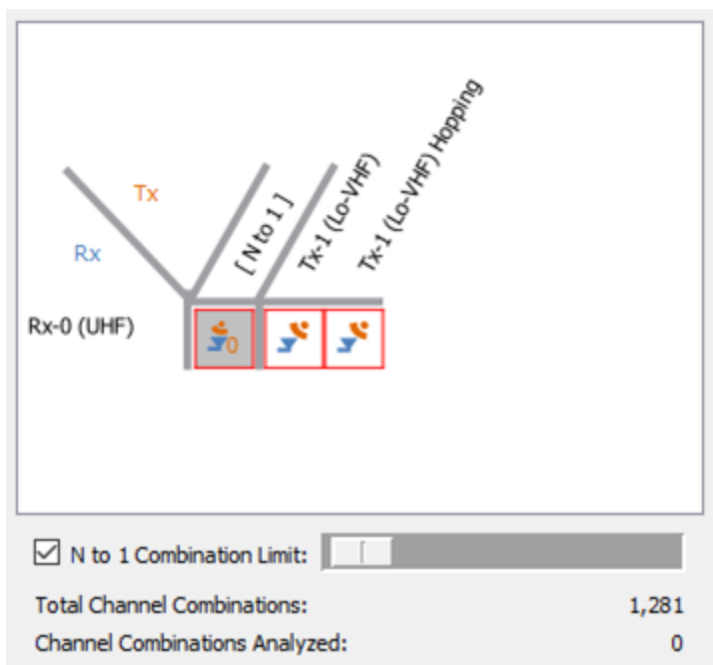 Tx
Rx
[ N to 1 ]
Tx-1 (Lo-VHF)
Tx-1 (Lo-VHF) Hopping
Rx-0 (UHF)
0
N to 1 Combination Limit:
Total Channel Combinations: 1,281
Channel Combinations Analyzed: 0